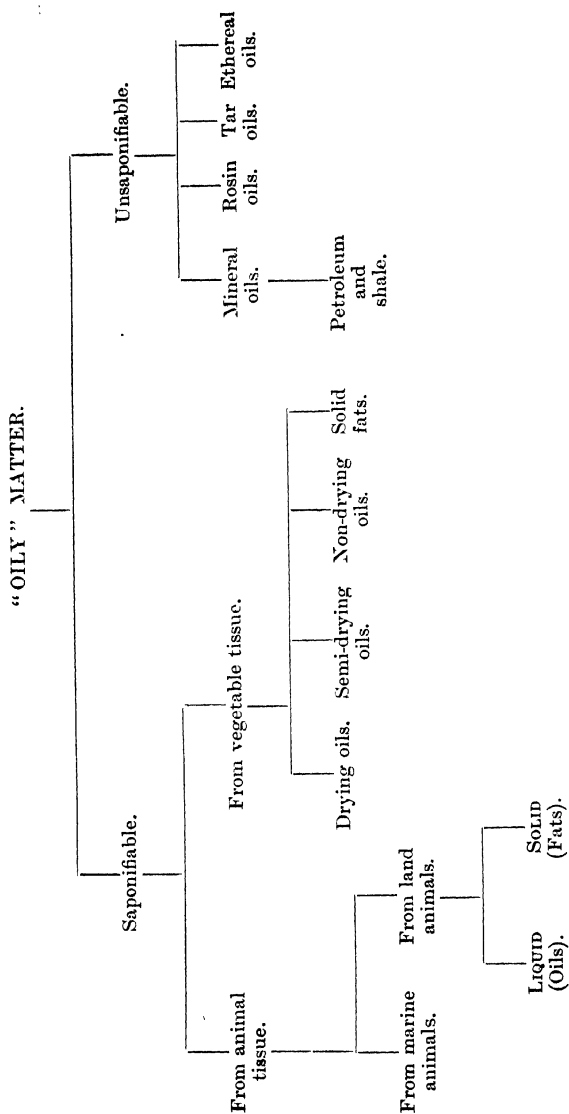 “OILY” MATTER.
Saponifiable.
Unsaponifiable.
From animal
tissue.
From vegetable tissue.
Mineral
oils.
Rosin
oils.
Tar
oils.
Ethereal
oils.
From marine
animals.
From land
animals.
Drying oils.
Semi-drying
oils.
Non-drying
oils.
Solid
fats.
Petroleum
and
shale.
LIQUID
(Oils).
SOLID
(Fats).